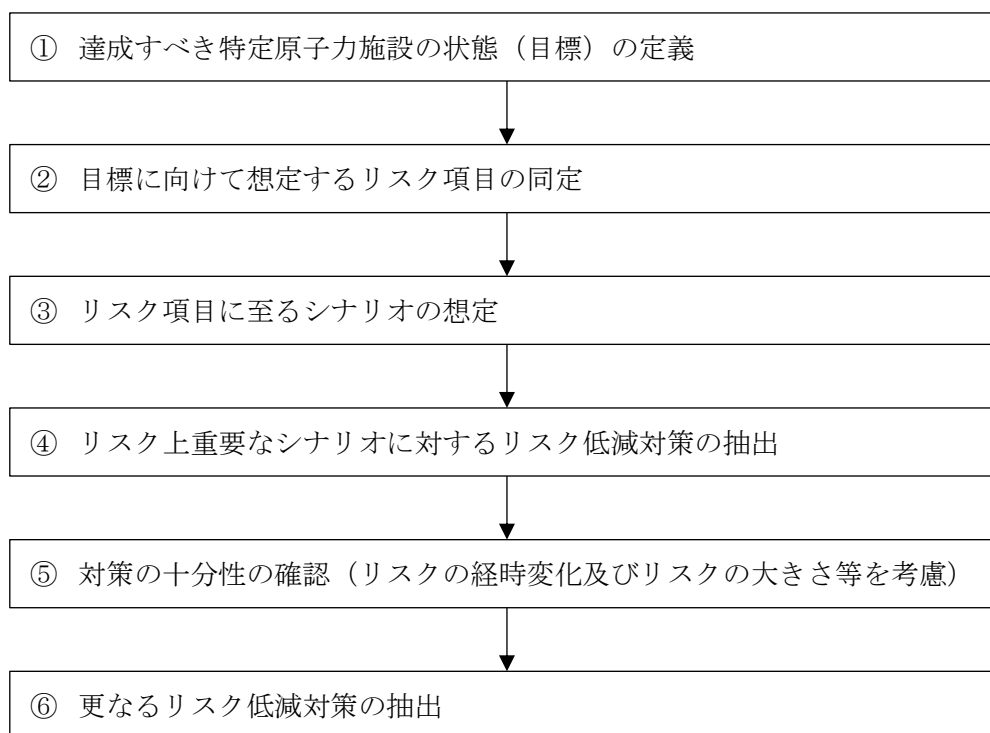 ① 達成すべき特定原子力施設の状態（目標）の定義
② 目標に向けて想定するリスク項目の同定
③ リスク項目に至るシナリオの想定
④ リスク上重要なシナリオに対するリスク低減対策の抽出
⑤ 対策の十分性の確認（リスクの経時変化及びリスクの大きさ等を考慮）
⑥ 更なるリスク低減対策の抽出